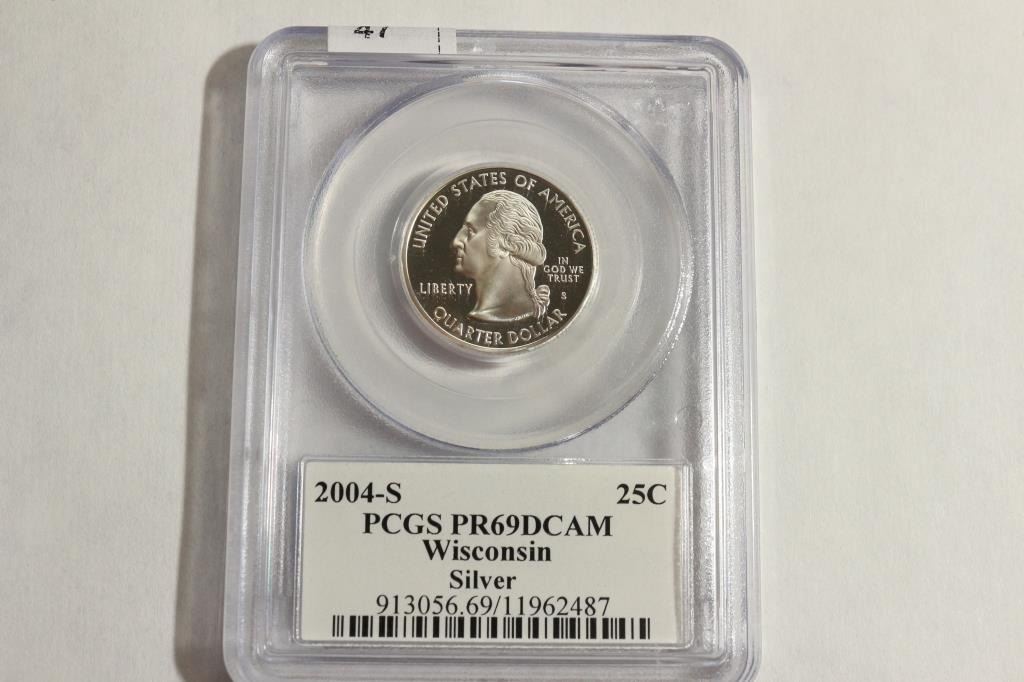 UNITED STATES OF AMERICA
IN
GOD WE
TRUST
LIBERTY
S
QUARTER DOLLAR
2004-S 25C
PCGS PR69DCAM
Wisconsin
Silver
913056.69/11962487